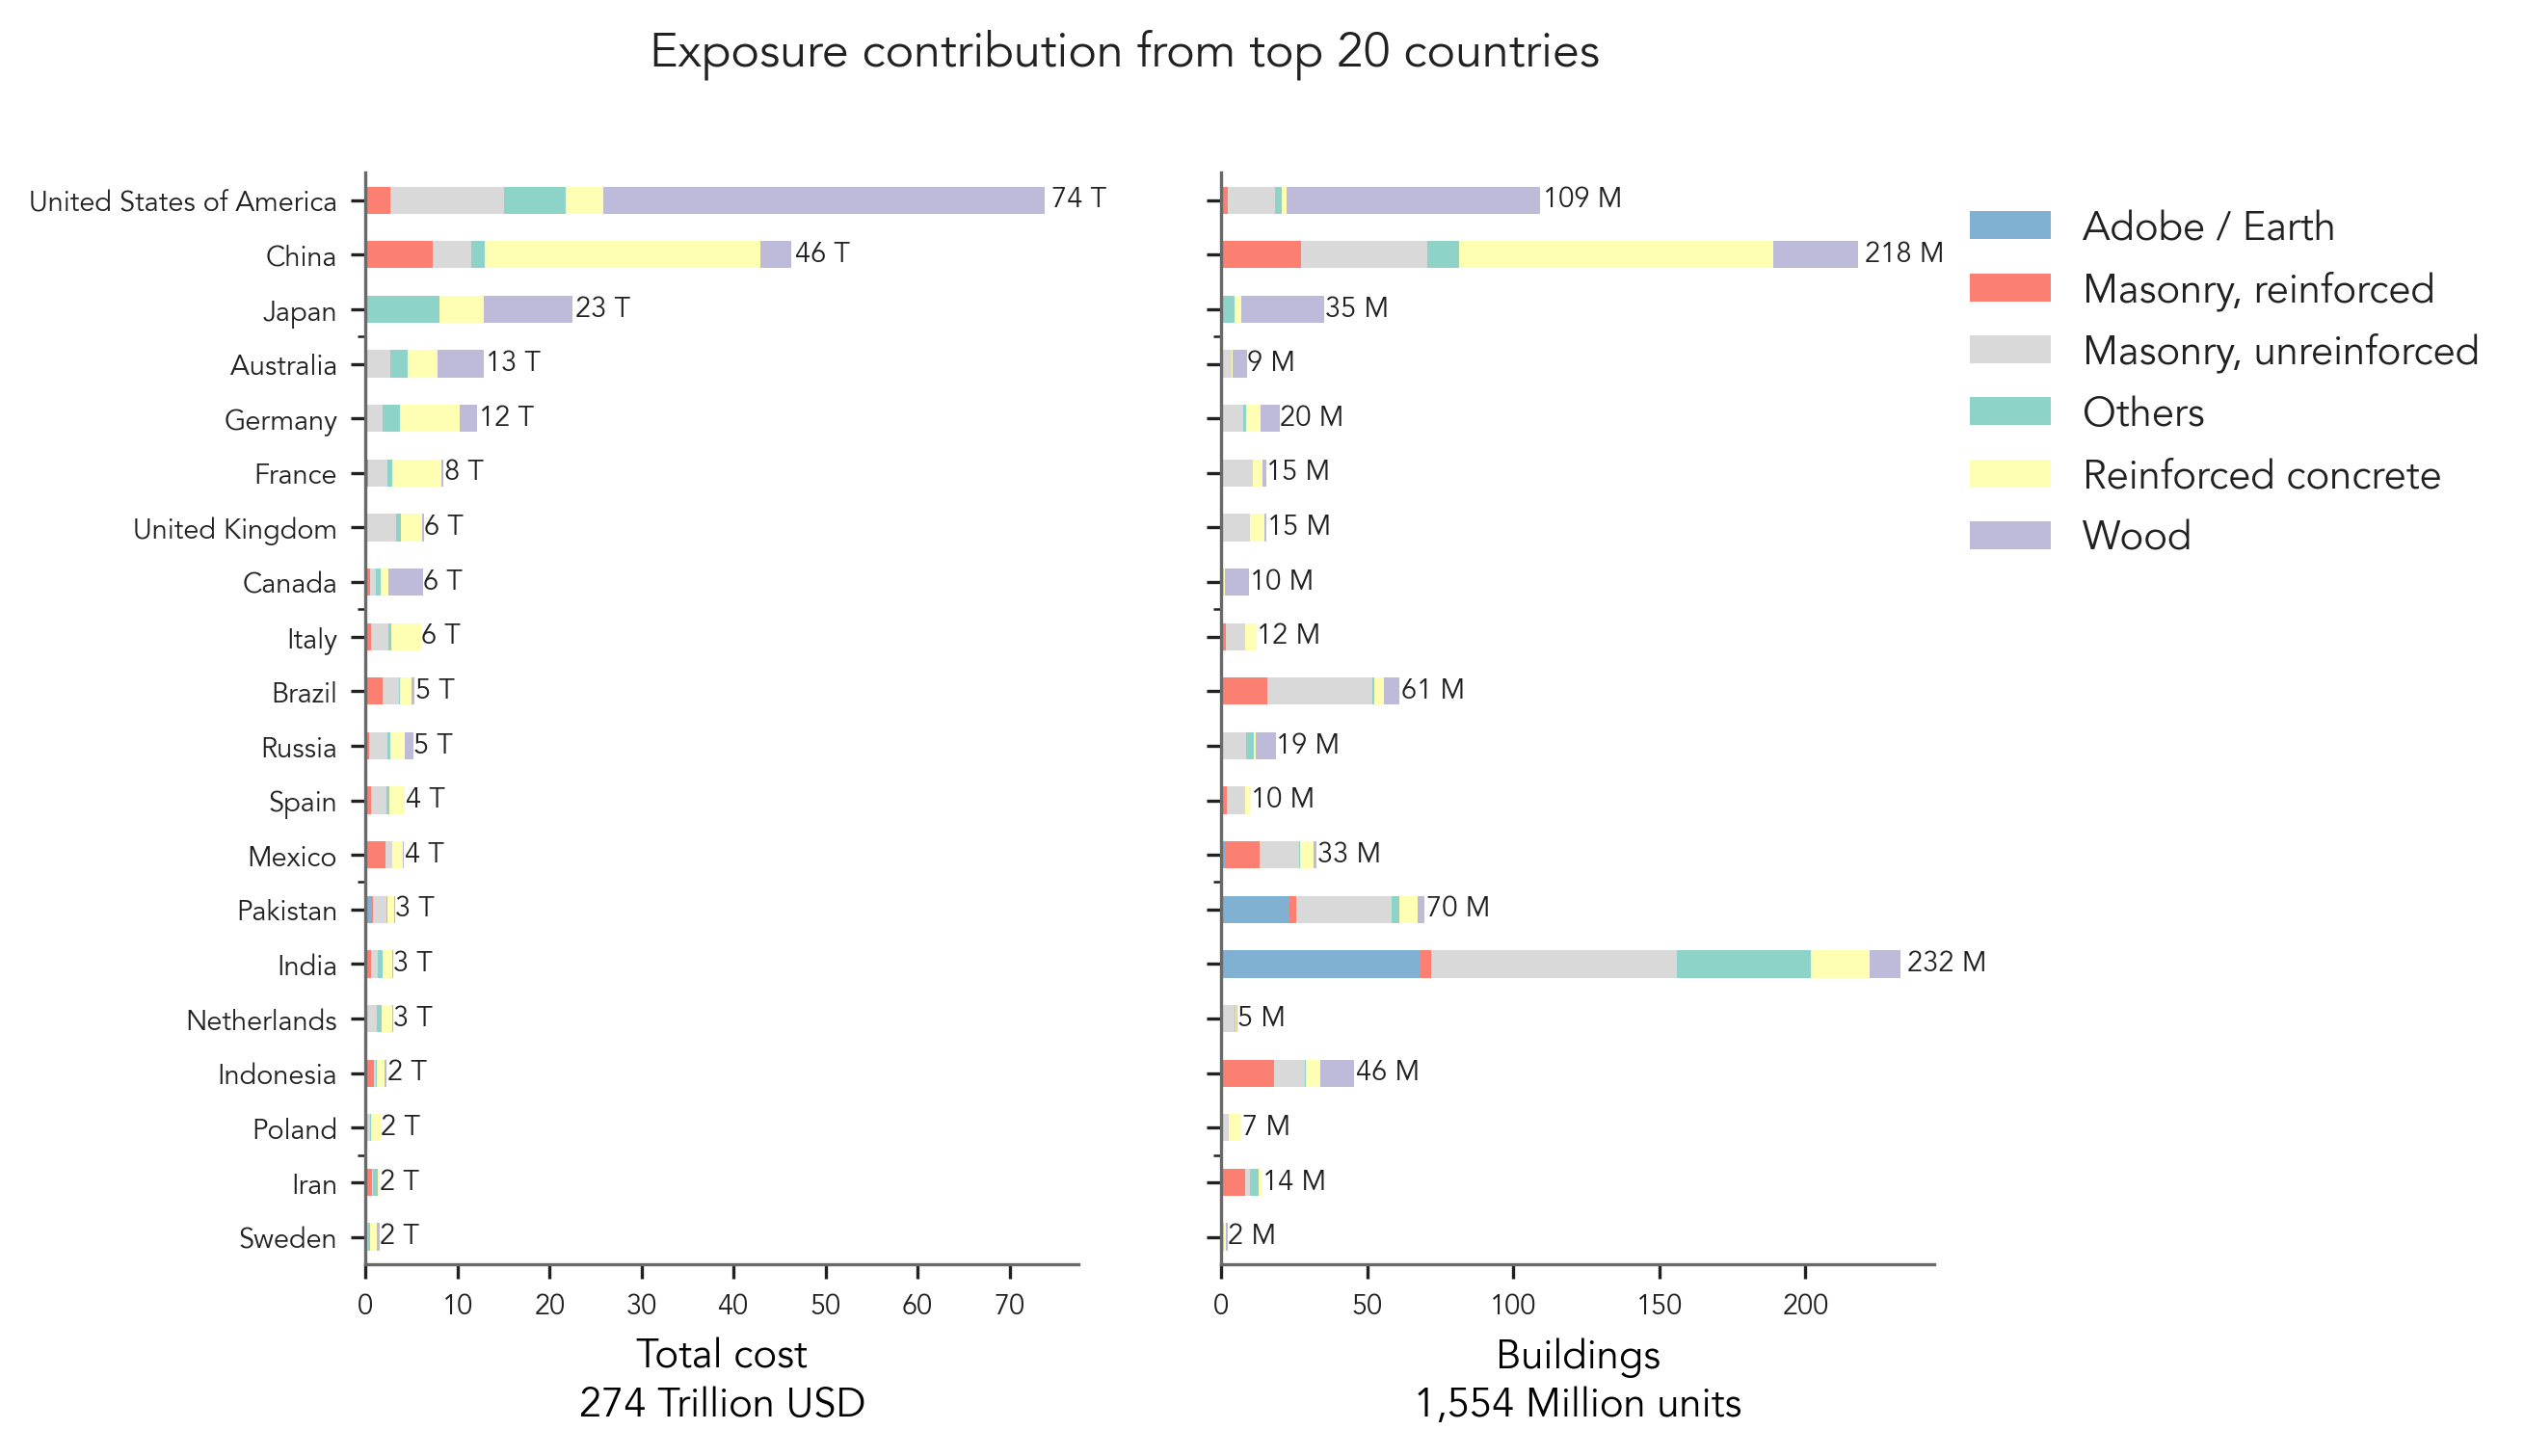 Exposure contribution from top 20 countries
United States of America
74 T
109 M
China
46 T
218 M
Japan
23 T
35 M
Australia
13 T
9 M
Germany
12 T
20 M
France
8 T
15 M
United Kingdom
6 T
15 M
Canada
6 T
10 M
Italy
6 T
12 M
Brazil
5 T
61 M
Russia
5 T
19 M
Spain
4 T
10 M
Mexico
4 T
33 M
Pakistan
3 T
70 M
India
3 T
232 M
Netherlands
3 T
5 M
Indonesia
2 T
46 M
Poland
2 T
7 M
Iran
2 T
14 M
Sweden
2 T
2 M
0 10 20 30 40 50 60 70
Total cost
274 Trillion USD
0 50 100 150 200
Buildings
1,554 Million units
Adobe / Earth
Masonry, reinforced
Masonry, unreinforced
Others
Reinforced concrete
Wood